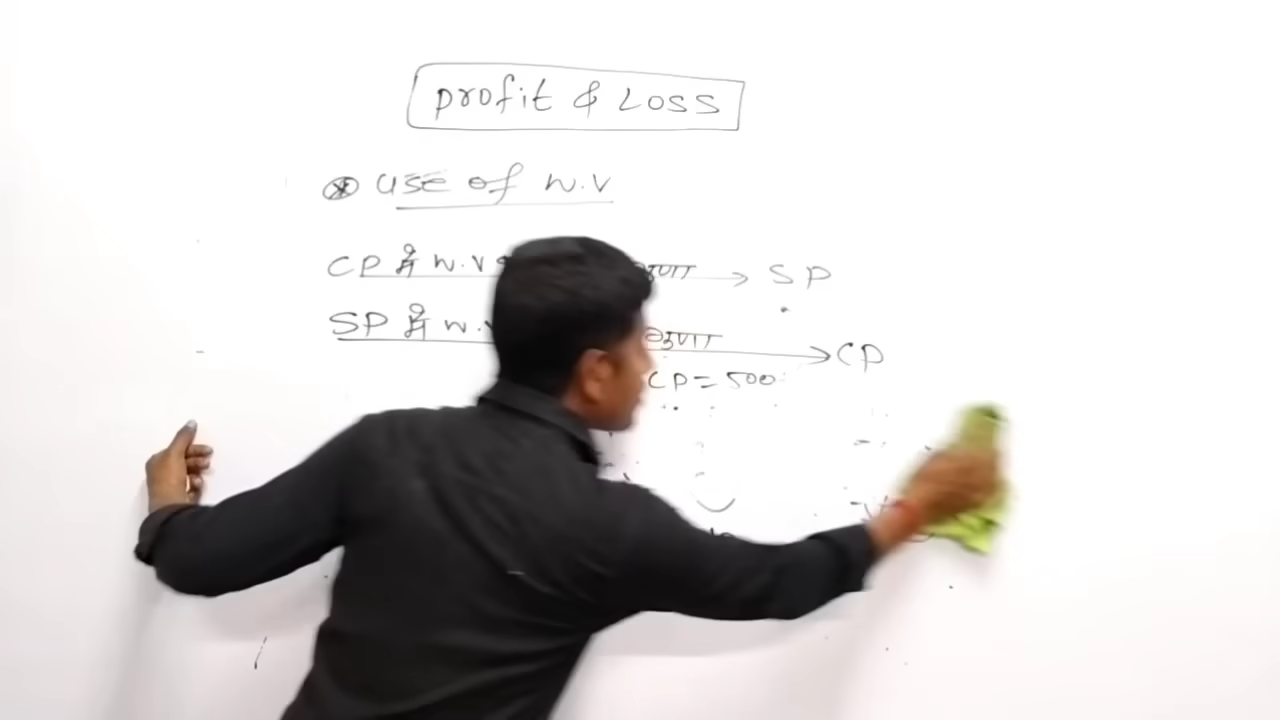 Profit & Loss
* use of W.V
CP में W.V → SP
SP में W. → CP
CP = 500